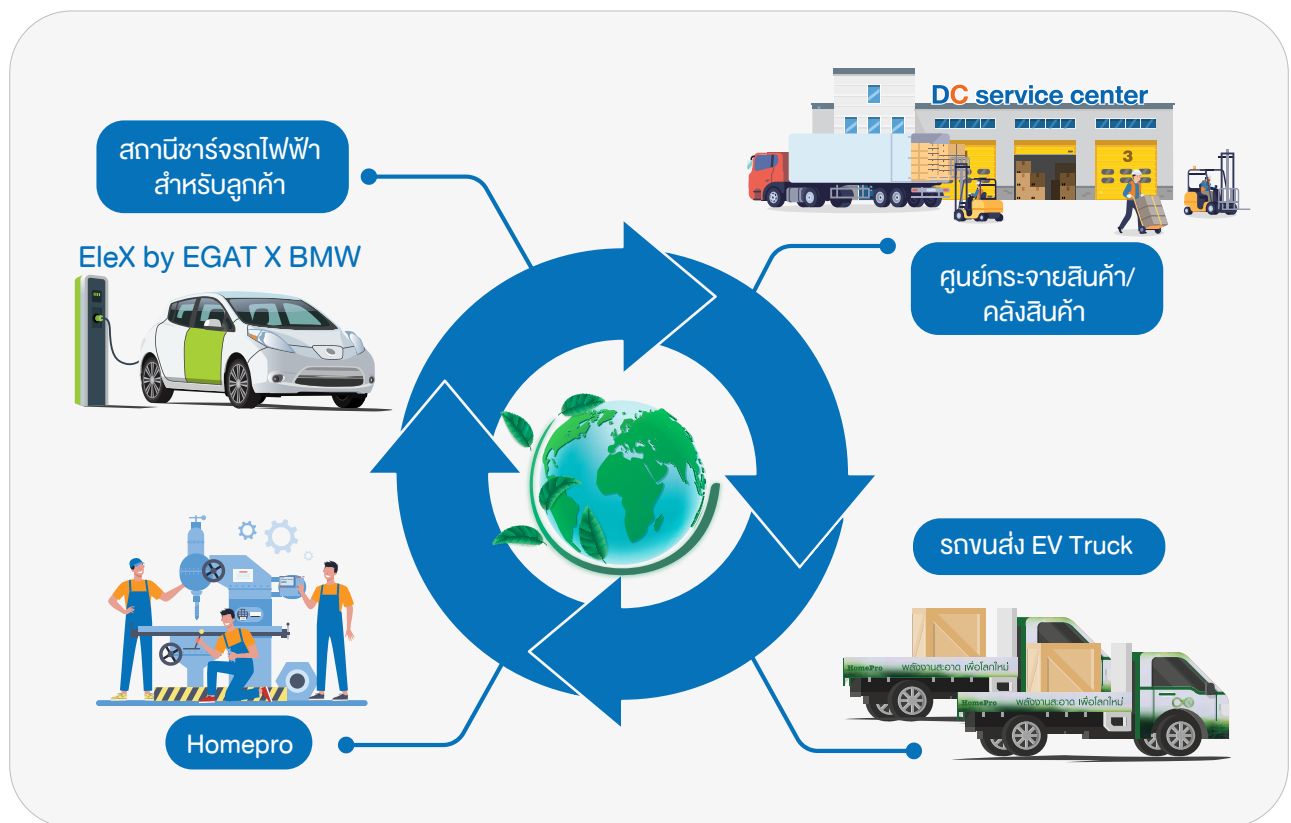 สถานีชาร์จรถไฟฟ้า
สำหรับลูกค้า
EleX by EGAT X BMW
DC service center
3
ศูนย์กระจายสินค้า/
คลังสินค้า
รถขนส่ง EV Truck
HomePro พลังงานสะอาด เพื่อโลกใหม่
HomePro พลังงานสะอาด เพื่อโลกใหม่
Homepro